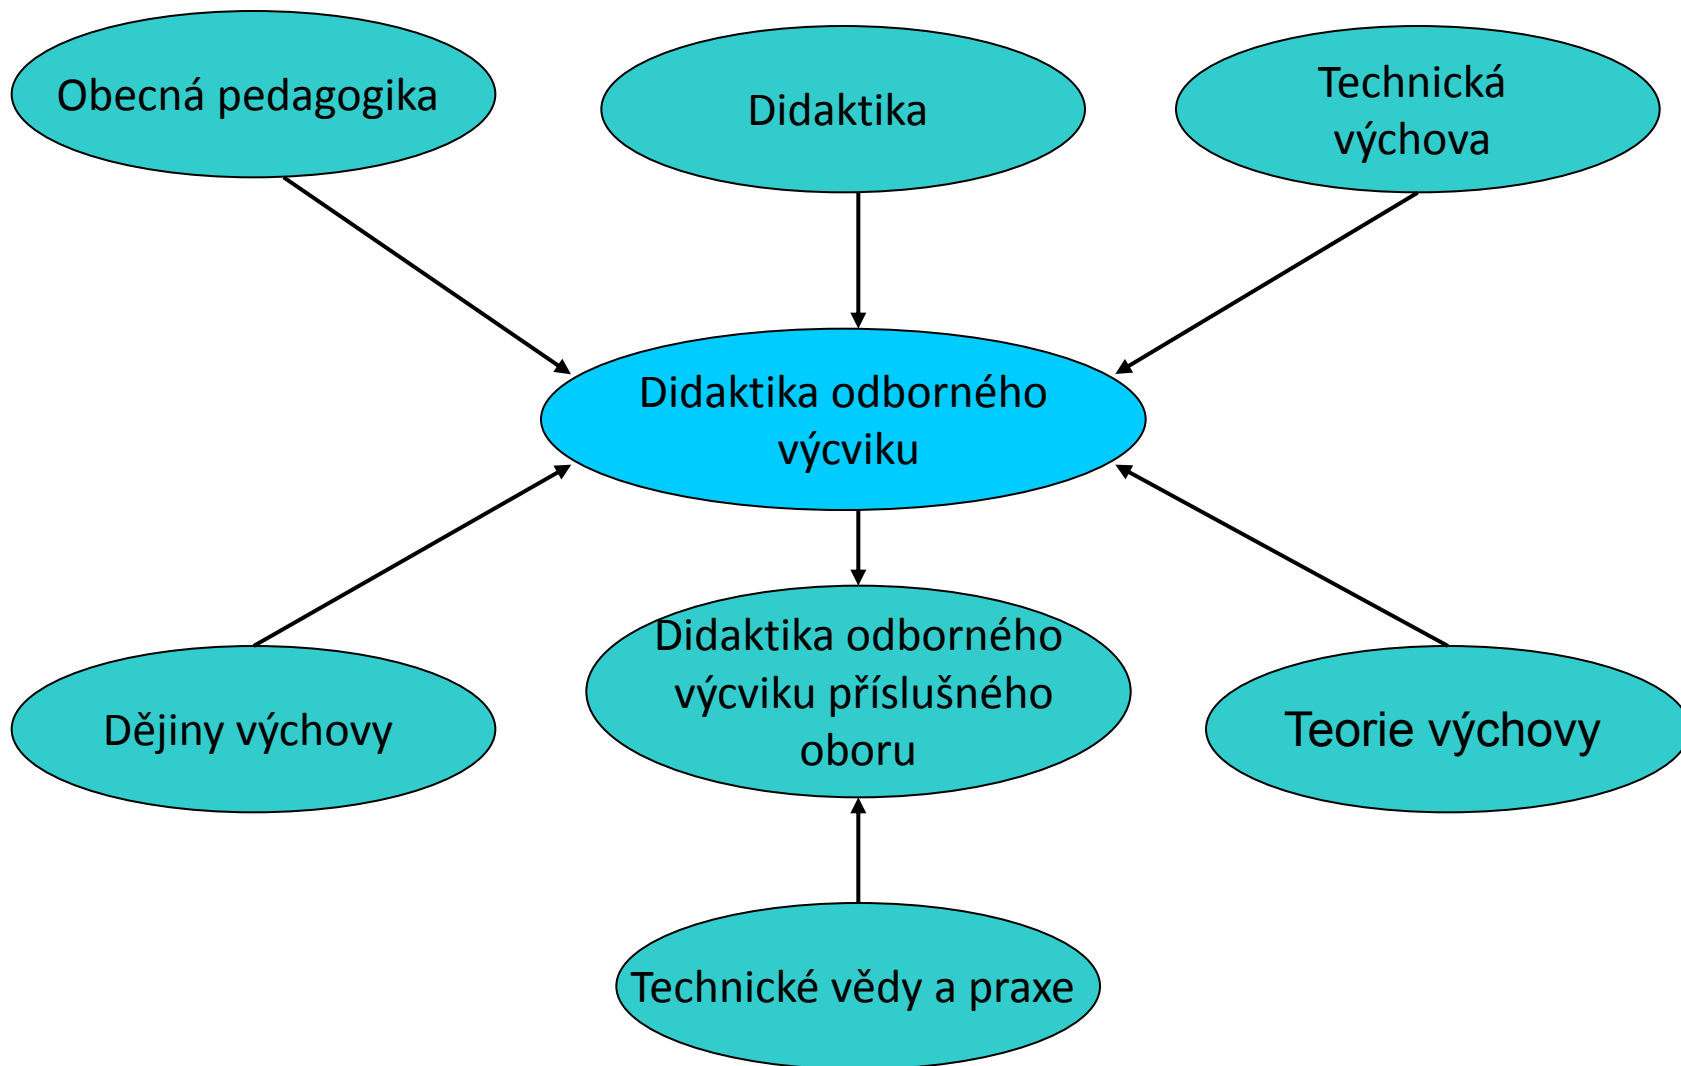 Obecná pedagogika
Didaktika
Technická
výchova
Didaktika odborného
výcviku
Didaktika odborného
výcviku příslušného
oboru
Dějiny výchovy
Teorie výchovy
Technické vědy a praxe